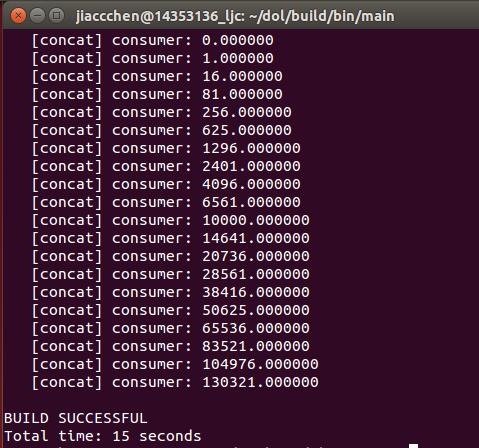 jiaccchen@14353136_ljc: ~/dol/build/bin/main
[concat] consumer: 0.000000
[concat] consumer: 1.000000
[concat] consumer: 16.000000
[concat] consumer: 81.000000
[concat] consumer: 256.000000
[concat] consumer: 625.000000
[concat] consumer: 1296.000000
[concat] consumer: 2401.000000
[concat] consumer: 4096.000000
[concat] consumer: 6561.000000
[concat] consumer: 10000.000000
[concat] consumer: 14641.000000
[concat] consumer: 20736.000000
[concat] consumer: 28561.000000
[concat] consumer: 38416.000000
[concat] consumer: 50625.000000
[concat] consumer: 65536.000000
[concat] consumer: 83521.000000
[concat] consumer: 104976.000000
[concat] consumer: 130321.000000
BUILD SUCCESSFUL
Total time: 15 seconds